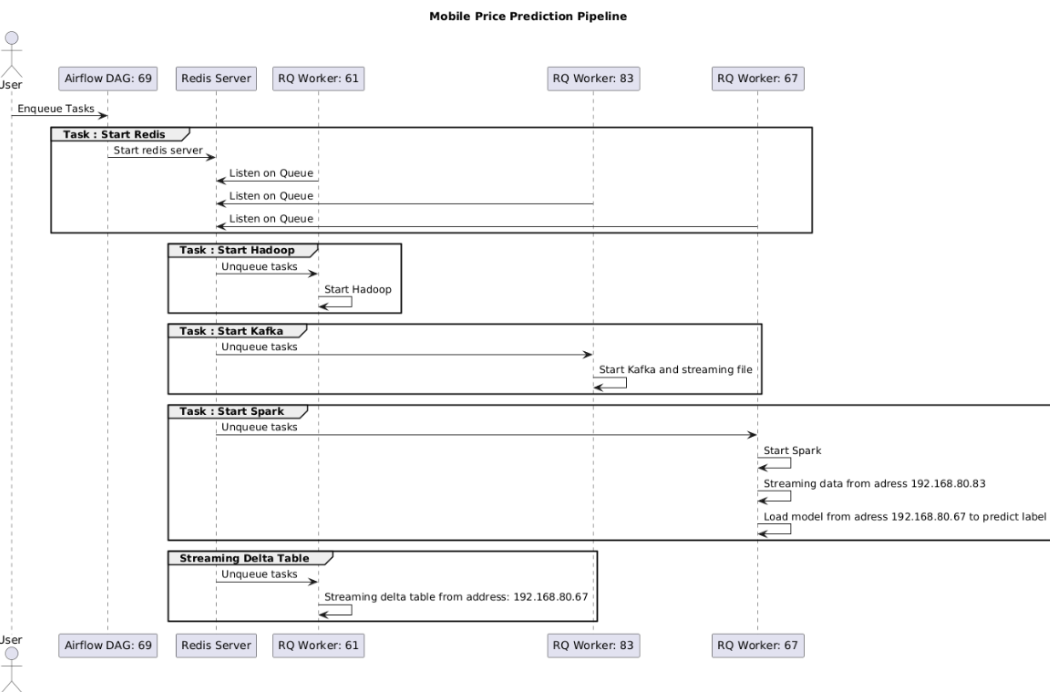 Mobile Price Prediction Pipeline
User
Airflow DAG: 69
Redis Server
RQ Worker: 61
RQ Worker: 83
RQ Worker: 67
Enqueue Tasks
Task : Start Redis
Start redis server
Listen on Queue
Listen on Queue
Listen on Queue
Task : Start Hadoop
Unqueue tasks
Start Hadoop
Task : Start Kafka
Unqueue tasks
Start Kafka and streaming file
Task : Start Spark
Unqueue tasks
Start Spark
Streaming data from adress 192.168.80.83
Load model from adress 192.168.80.67 to predict label
Streaming Delta Table
Unqueue tasks
Streaming delta table from address: 192.168.80.67
User
Airflow DAG: 69
Redis Server
RQ Worker: 61
RQ Worker: 83
RQ Worker: 67